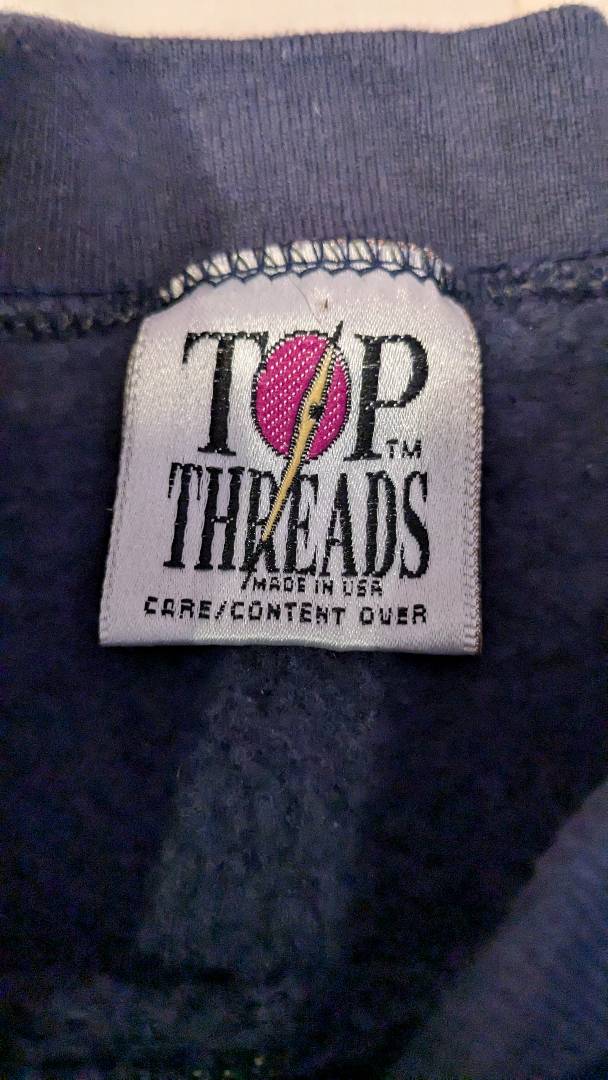 TOP™
THREADS
MADE IN USA
CARE/CONTENT OVER